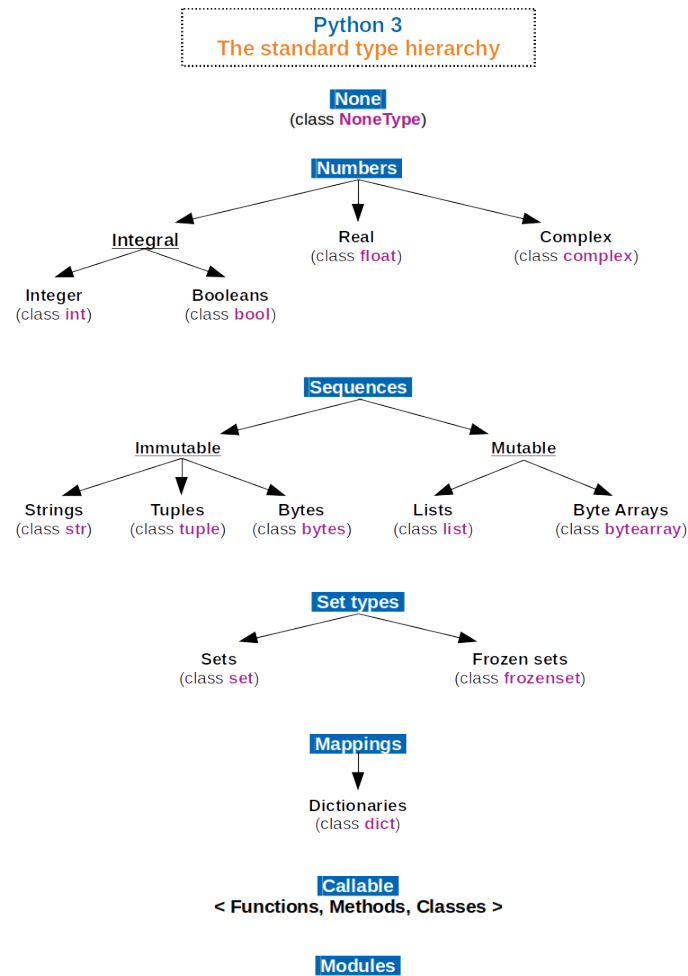 Python 3
The standard type hierarchy
None
(class NoneType)
Numbers
Integral
Real
(class float)
Complex
(class complex)
Integer
(class int)
Booleans
(class bool)
Sequences
Immutable
Mutable
Strings
(class str)
Tuples
(class tuple)
Bytes
(class bytes)
Lists
(class list)
Byte Arrays
(class bytearray)
Set types
Sets
(class set)
Frozen sets
(class frozenset)
Mappings
Dictionaries
(class dict)
Callable
< Functions, Methods, Classes >
Modules